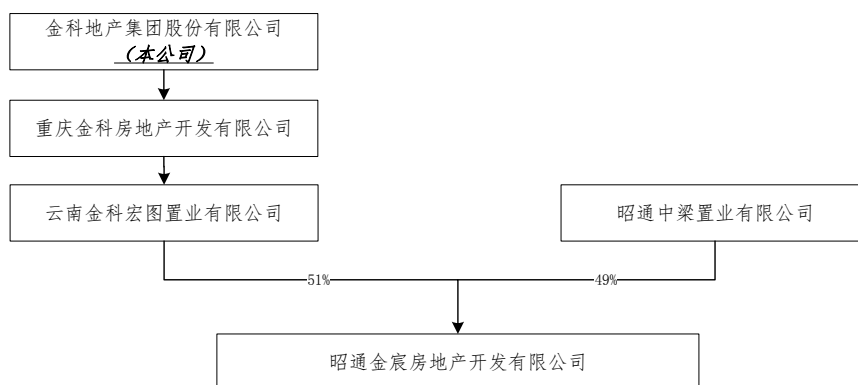 金科地产集团股份有限公司
（本公司）
重庆金科房地产开发有限公司
云南金科宏图置业有限公司
昭通中梁置业有限公司
51%
49%
昭通金宸房地产开发有限公司